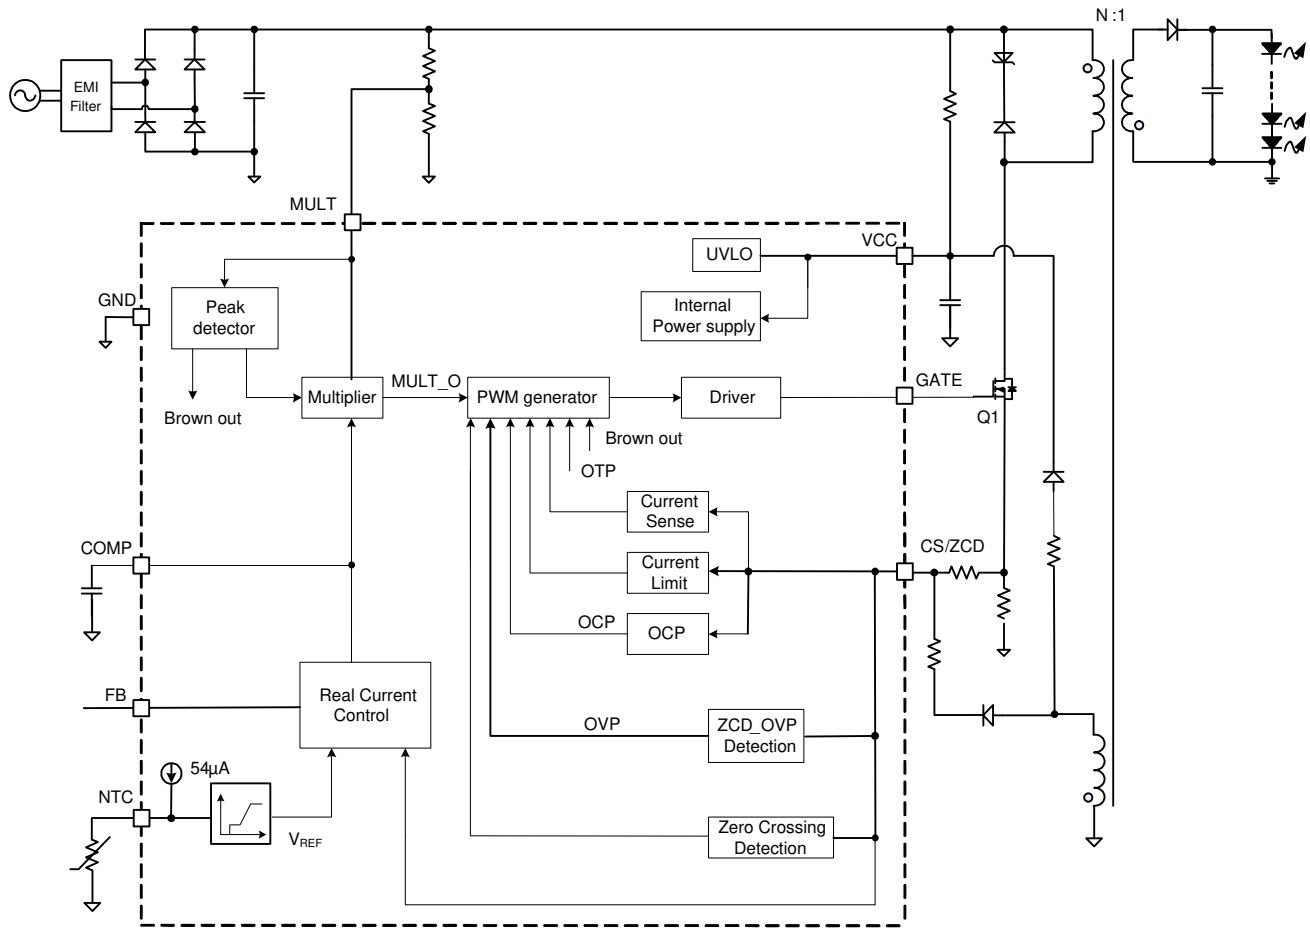 N :1
EMI
Filter
MULT
VCC
UVLO
GND
Peak
detector
Internal
Power supply
MULT_O
GATE
Multiplier
PWM generator
Driver
Brown out
Q1
Brown out
OTP
Current
Sense
COMP
CS/ZCD
Current
Limit
OCP
OCP
FB
Real Current
Control
OVP
ZCD_OVP
Detection
54µA
NTC
VREF
Zero Crossing
Detection